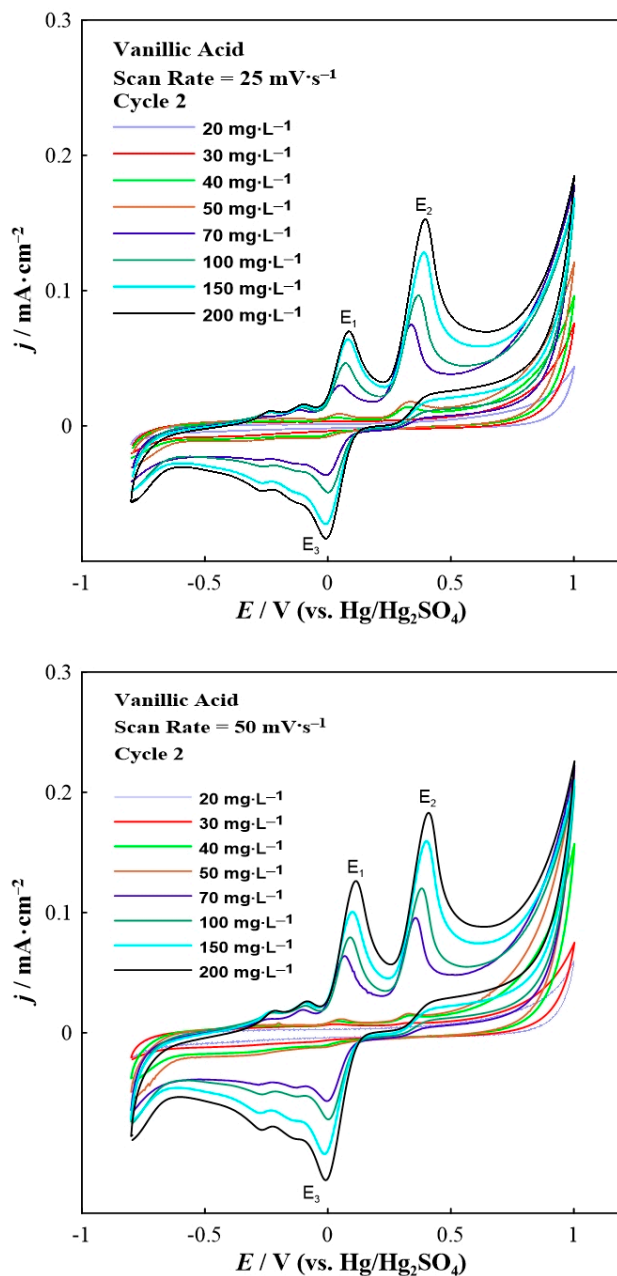 0.3
Vanillic Acid
Scan Rate = 25 mV·s⁻¹
Cycle 2
20 mg·L⁻¹
30 mg·L⁻¹
40 mg·L⁻¹
50 mg·L⁻¹
70 mg·L⁻¹
100 mg·L⁻¹
150 mg·L⁻¹
200 mg·L⁻¹
0.2
j / mA·cm⁻²
0.1
0
E₁
E₂
E₃
-1 -0.5 0 0.5 1
E / V (vs. Hg/Hg₂SO₄)
0.3
Vanillic Acid
Scan Rate = 50 mV·s⁻¹
Cycle 2
20 mg·L⁻¹
30 mg·L⁻¹
40 mg·L⁻¹
50 mg·L⁻¹
70 mg·L⁻¹
100 mg·L⁻¹
150 mg·L⁻¹
200 mg·L⁻¹
0.2
j / mA·cm⁻²
0.1
0
E₁
E₂
E₃
-1 -0.5 0 0.5 1
E / V (vs. Hg/Hg₂SO₄)